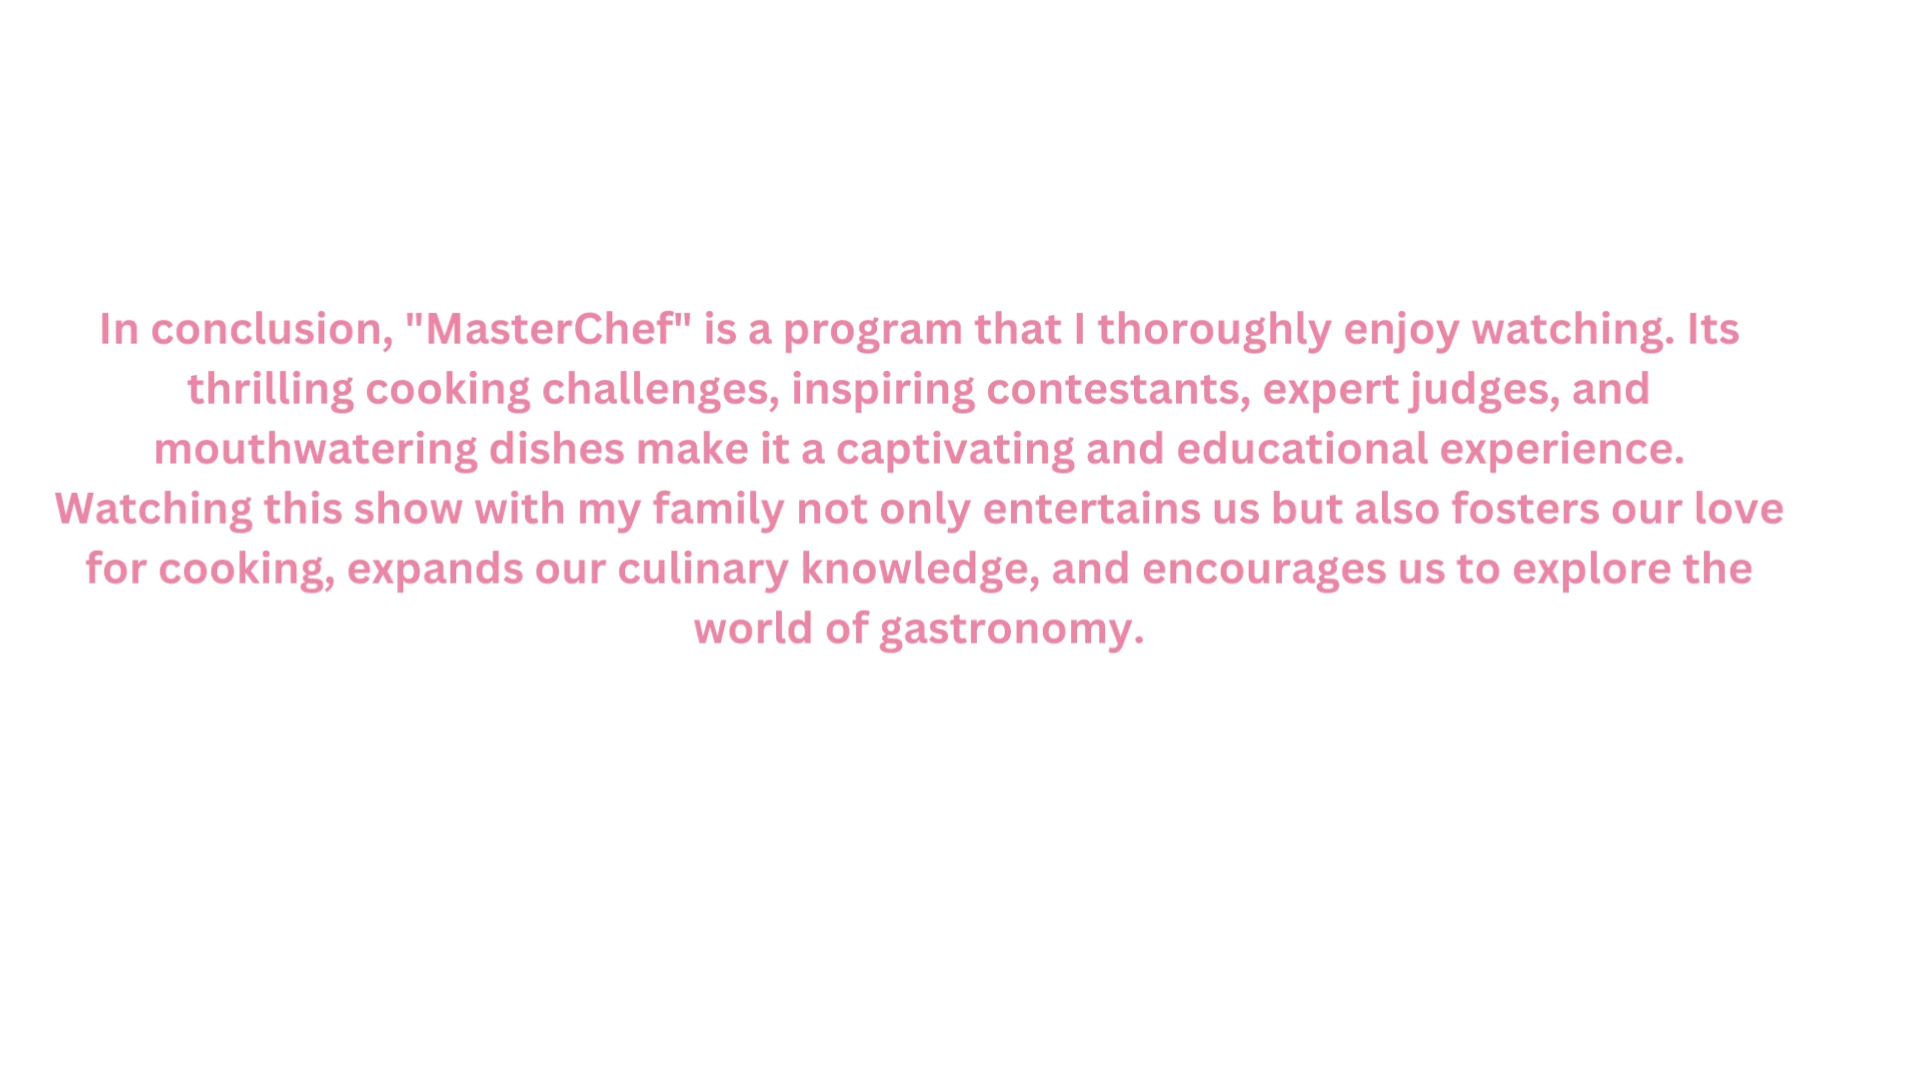 In conclusion, "MasterChef" is a program that I thoroughly enjoy watching. Its
thrilling cooking challenges, inspiring contestants, expert judges, and
mouthwatering dishes make it a captivating and educational experience.
Watching this show with my family not only entertains us but also fosters our love
for cooking, expands our culinary knowledge, and encourages us to explore the
world of gastronomy.